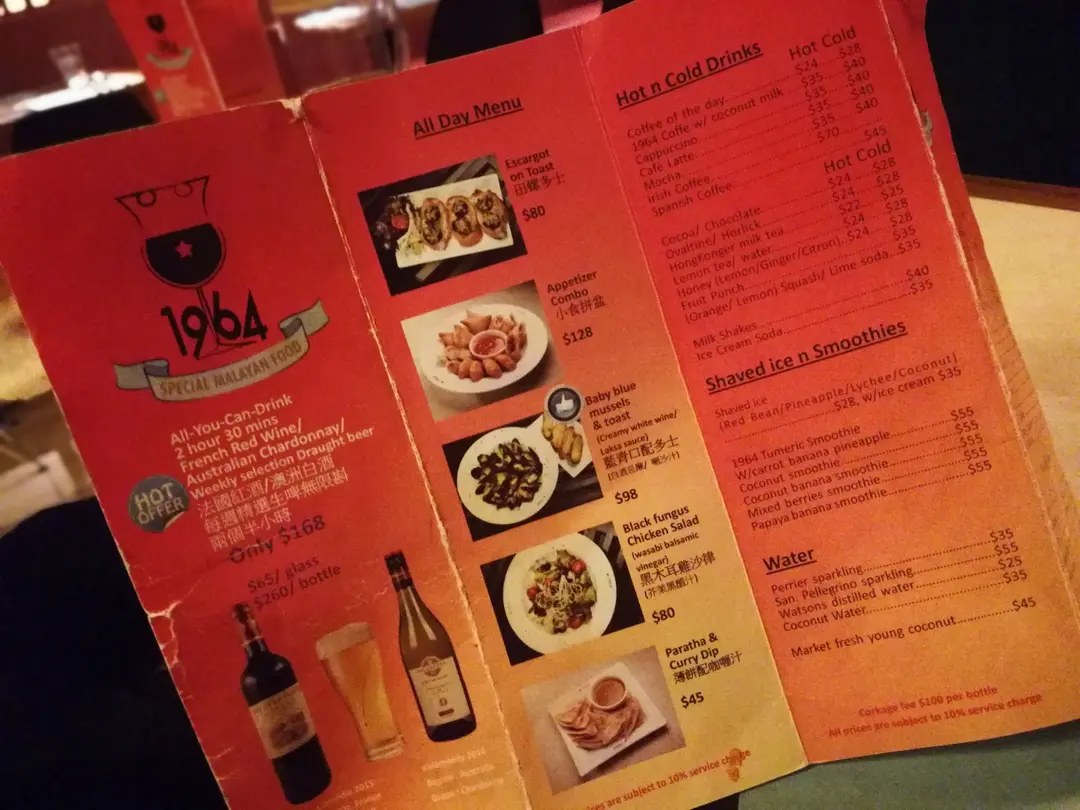 1964
SPECIAL MALAYAN FOOD
All-You-Can-Drink
2 hour 30 mins
French Red Wine/
Australian Chardonnay/
Weekly selection Draught beer
法國紅酒/澳洲白酒
每週精選生啤無限劃
兩個半小時
HOT
OFFER
Only $168
$65/ glass
$260/ bottle
All Day Menu
Escargot
on Toast
田螺多士
$80
Appetizer
Combo
小食拼盆
$128
Baby blue
mussels
& toast
(Creamy white wine/
Laksa sauce)
藍青口配多士
$98
Black fungus
Chicken Salad
(wasabi balsamic
vinegar)
黑木耳雞沙律
$80
Paratha &
Curry Dip
薄餅配咖喱汁
$45
prices are subject to 10% service charge
Hot n Cold Drinks
Hot Cold
Coffee of the day..........$24......$28
1964 Coffe w/ coconut milk $35....$40
Cappuccino..........$35....$40
Café Latte..........$35....$40
Mocha..........$35....$40
Irish Coffee..........$70
Spanish Coffee..........$45
Hot Cold
Cocoa/ Chocolate..........$24....$28
Ovaltine/ Horlick..........$24....$28
HongKonger milk tea..........$22....$25
Lemon tea/ water..........$24....$28
Honey (Lemon/Ginger/Citron).$24..$28
Fruit Punch..........$35
(Orange/ Lemon) Squash/ Lime soda..$35
Milk Shakes..........$40
Ice Cream Soda..........$35
Shaved ice n Smoothies
Shaved ice
(Red Bean/Pineapple/Lychee/Coconut)
..........$28, w/ice cream $35
1964 Tumeric Smoothie
W/carrot banana pineapple..........$55
Coconut smoothie..........$55
Coconut banana smoothie..........$55
Mixed berries smoothie..........$55
Papaya banana smoothie..........$55
Water
Perrier sparkling..........$35
San. Pellegrino sparkling..........$55
Watsons distilled water..........$25
Coconut Water..........$35
Market fresh young coconut..........$45
Corkage fee $100 per bottle
All prices are subject to 10% service charge